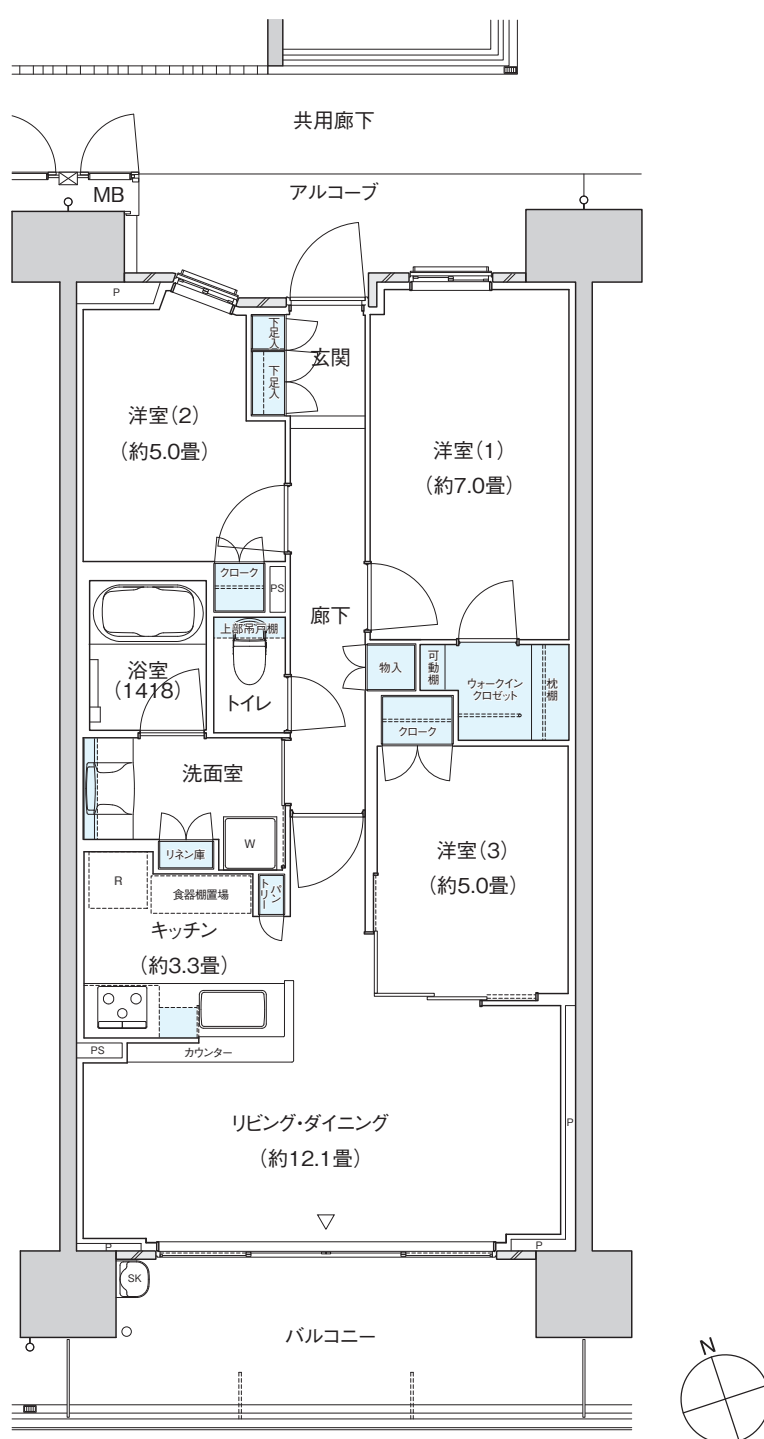 共用廊下
MB
アルコーブ
P
下足入
下足入
玄関
洋室(2)
(約5.0畳)
洋室(1)
(約7.0畳)
クローク
PS
上部吊戸棚
廊下
浴室
(1418)
トイレ
物入
可動棚
ウォークイン
クロゼット
枕棚
クローク
洗面室
リネン庫
W
洋室(3)
(約5.0畳)
R
食器棚置場
パン
トリー
キッチン
(約3.3畳)
PS
カウンター
リビング・ダイニング
(約12.1畳)
P
P
P
SK
バルコニー
N